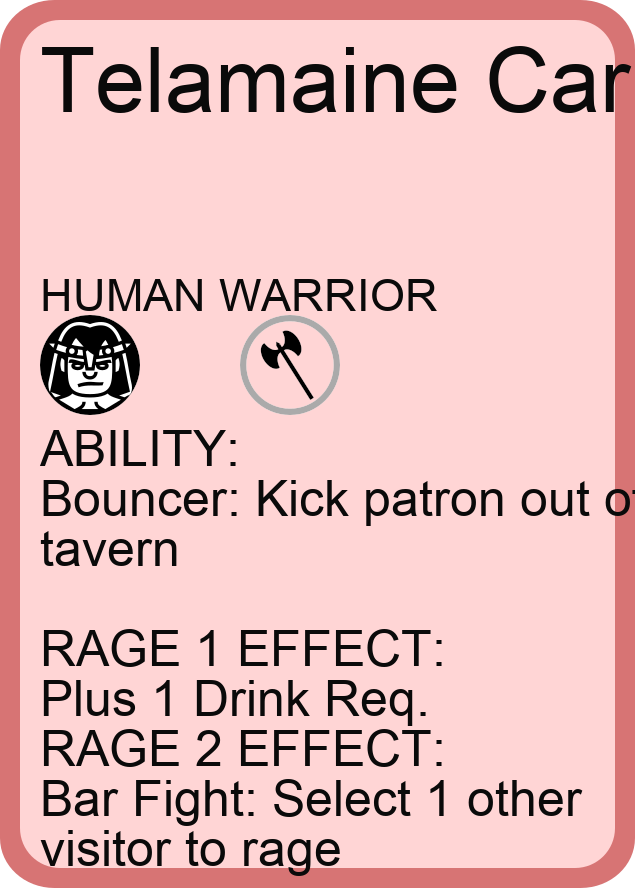 Telamaine Car
HUMAN WARRIOR
ABILITY:
Bouncer: Kick patron out of
tavern
RAGE 1 EFFECT:
Plus 1 Drink Req.
RAGE 2 EFFECT:
Bar Fight: Select 1 other
visitor to rage